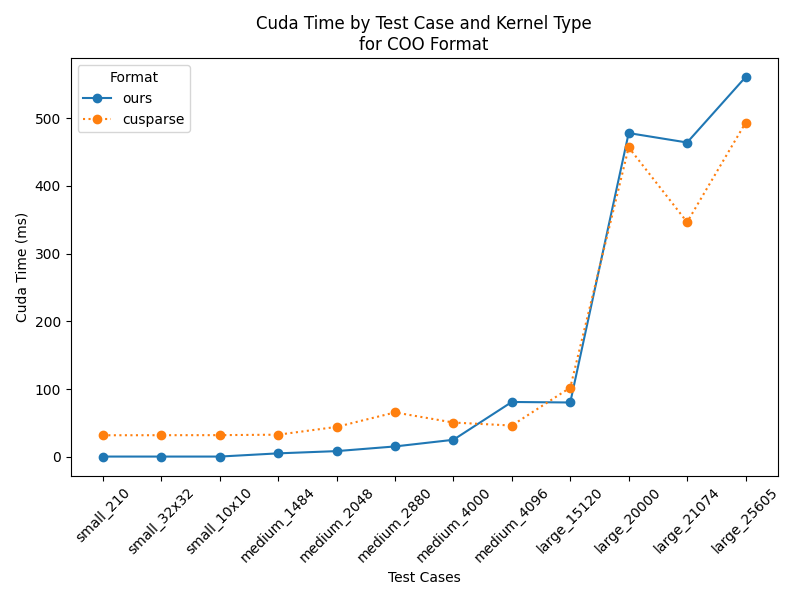 Cuda Time by Test Case and Kernel Type
for COO Format
Format
ours
cusparse
Cuda Time (ms)
500
400
300
200
100
0
small_210
small_32x32
small_10x10
medium_1484
medium_2048
medium_2880
medium_4000
medium_4096
large_15120
large_20000
large_21074
large_25605
Test Cases